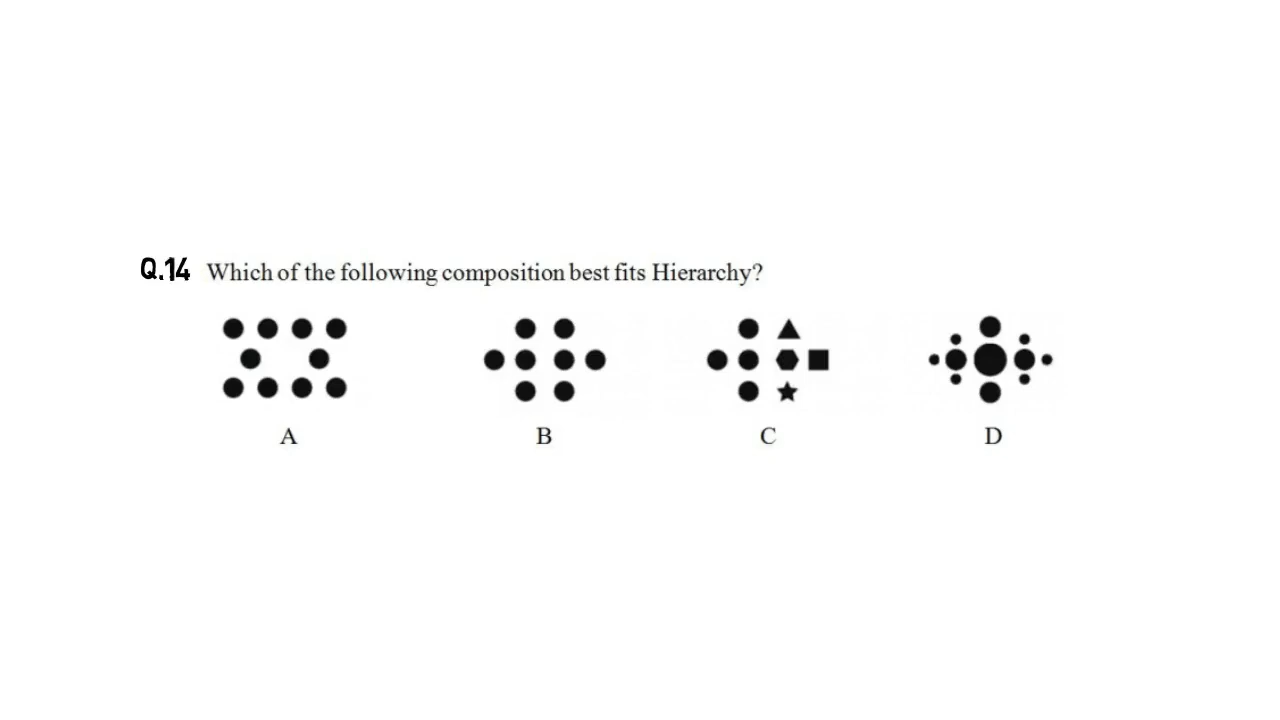 Q.14 Which of the following composition best fits Hierarchy?
A B C D